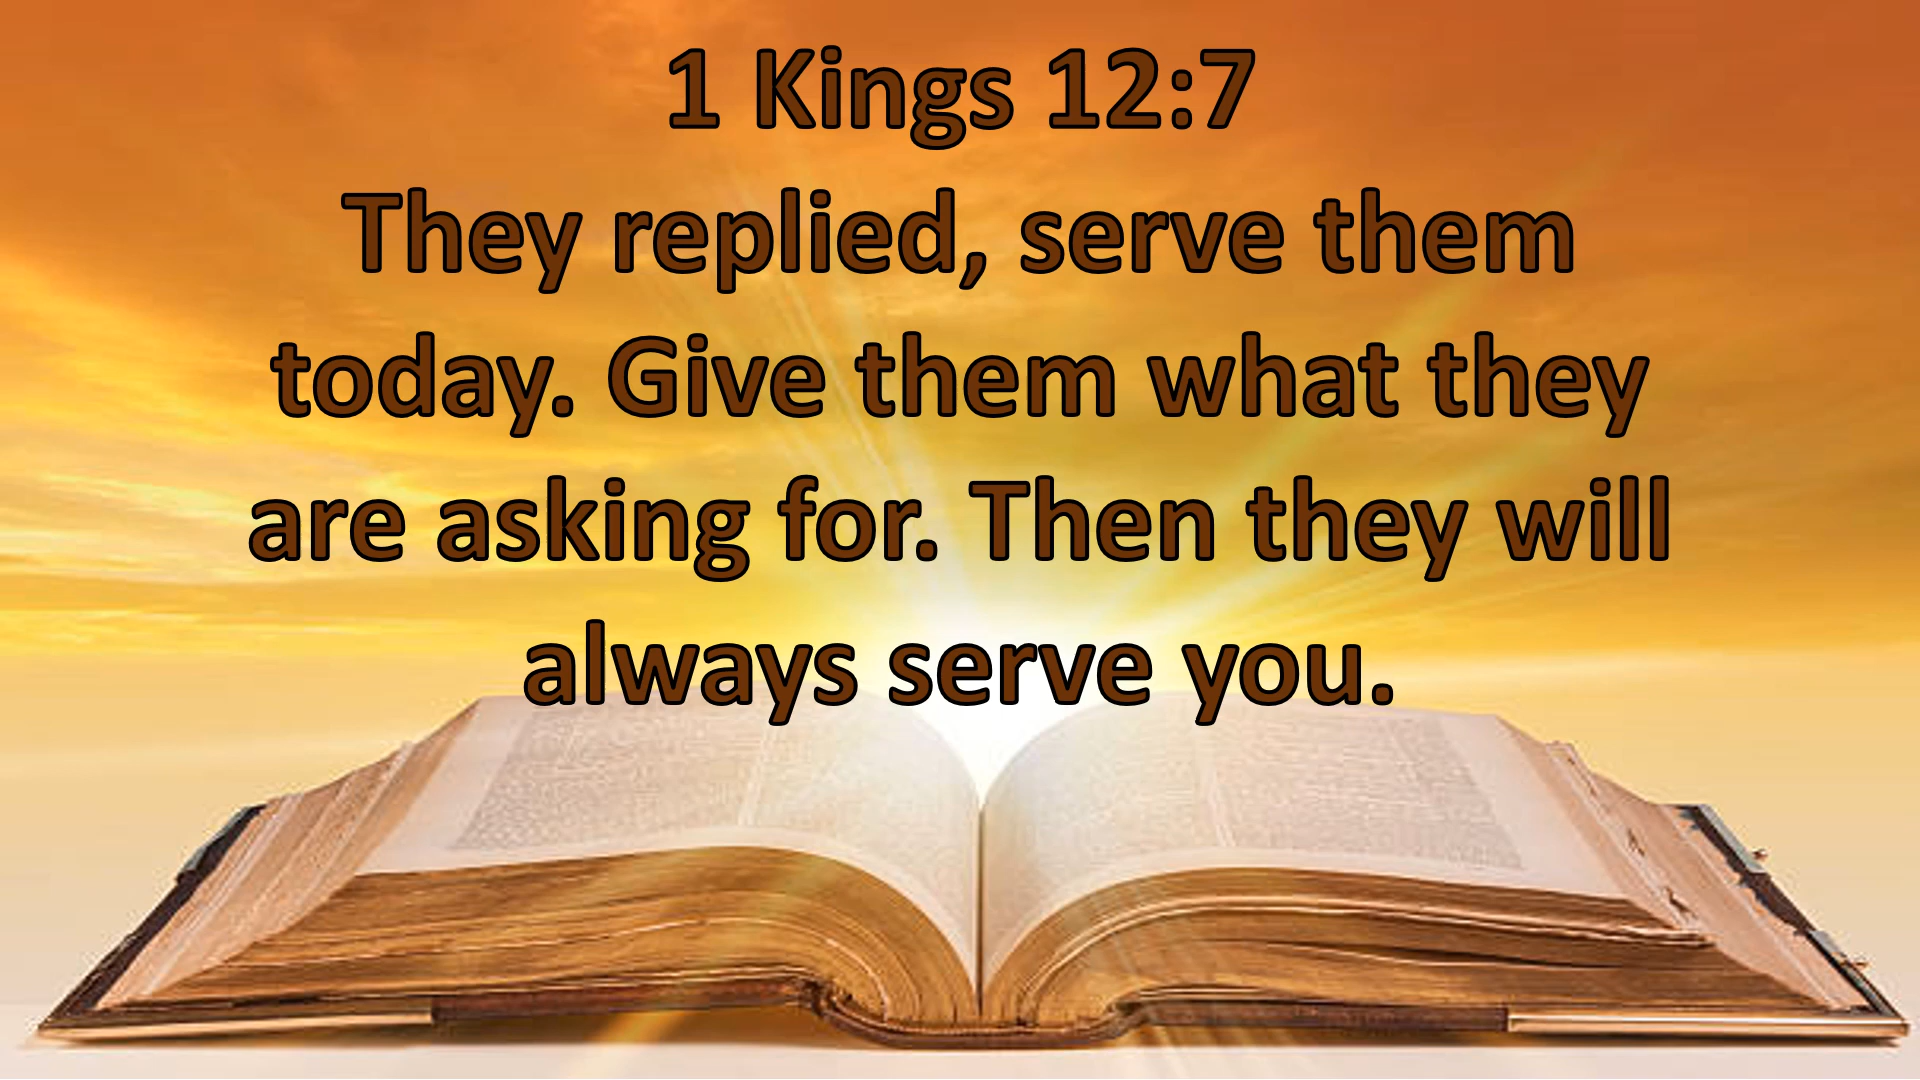 1 Kings 12:7
They replied, serve them
today. Give them what they
are asking for. Then they will
always serve you.